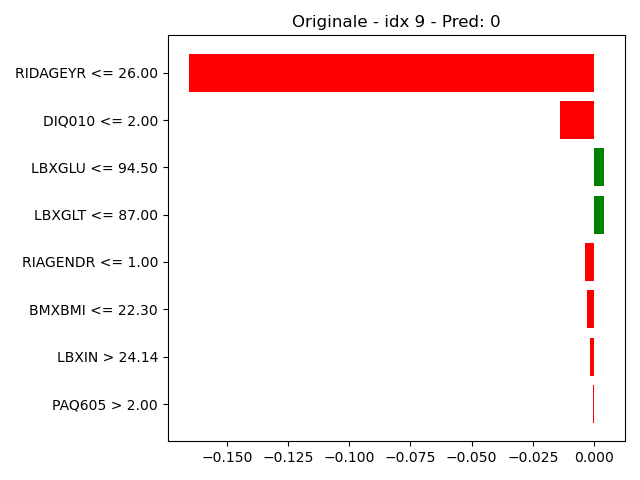 Originale - idx 9 - Pred: 0
RIDAGEYR <= 26.00
DIQ010 <= 2.00
LBXGLU <= 94.50
LBXGLT <= 87.00
RIAGENDR <= 1.00
BMXBMI <= 22.30
LBXIN > 24.14
PAQ605 > 2.00
−0.150 −0.125 −0.100 −0.075 −0.050 −0.025 0.000